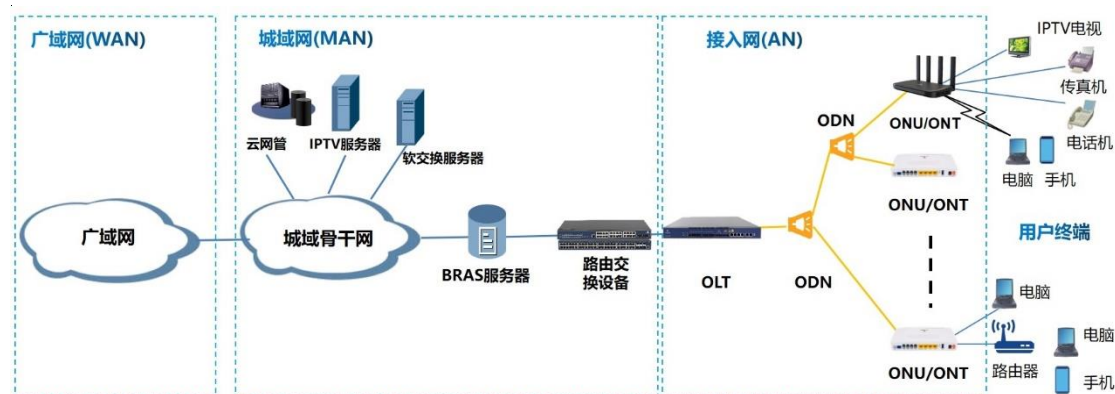 广域网(WAN)
城域网(MAN)
接入网(AN)
IPTV电视
传真机
电话机
电脑
手机
云网管
IPTV服务器
软交换服务器
ODN
ONU/ONT
ONU/ONT
广域网
城域骨干网
BRAS服务器
路由交
换设备
OLT
ODN
用户终端
电脑
ONU/ONT
路由器
电脑
手机